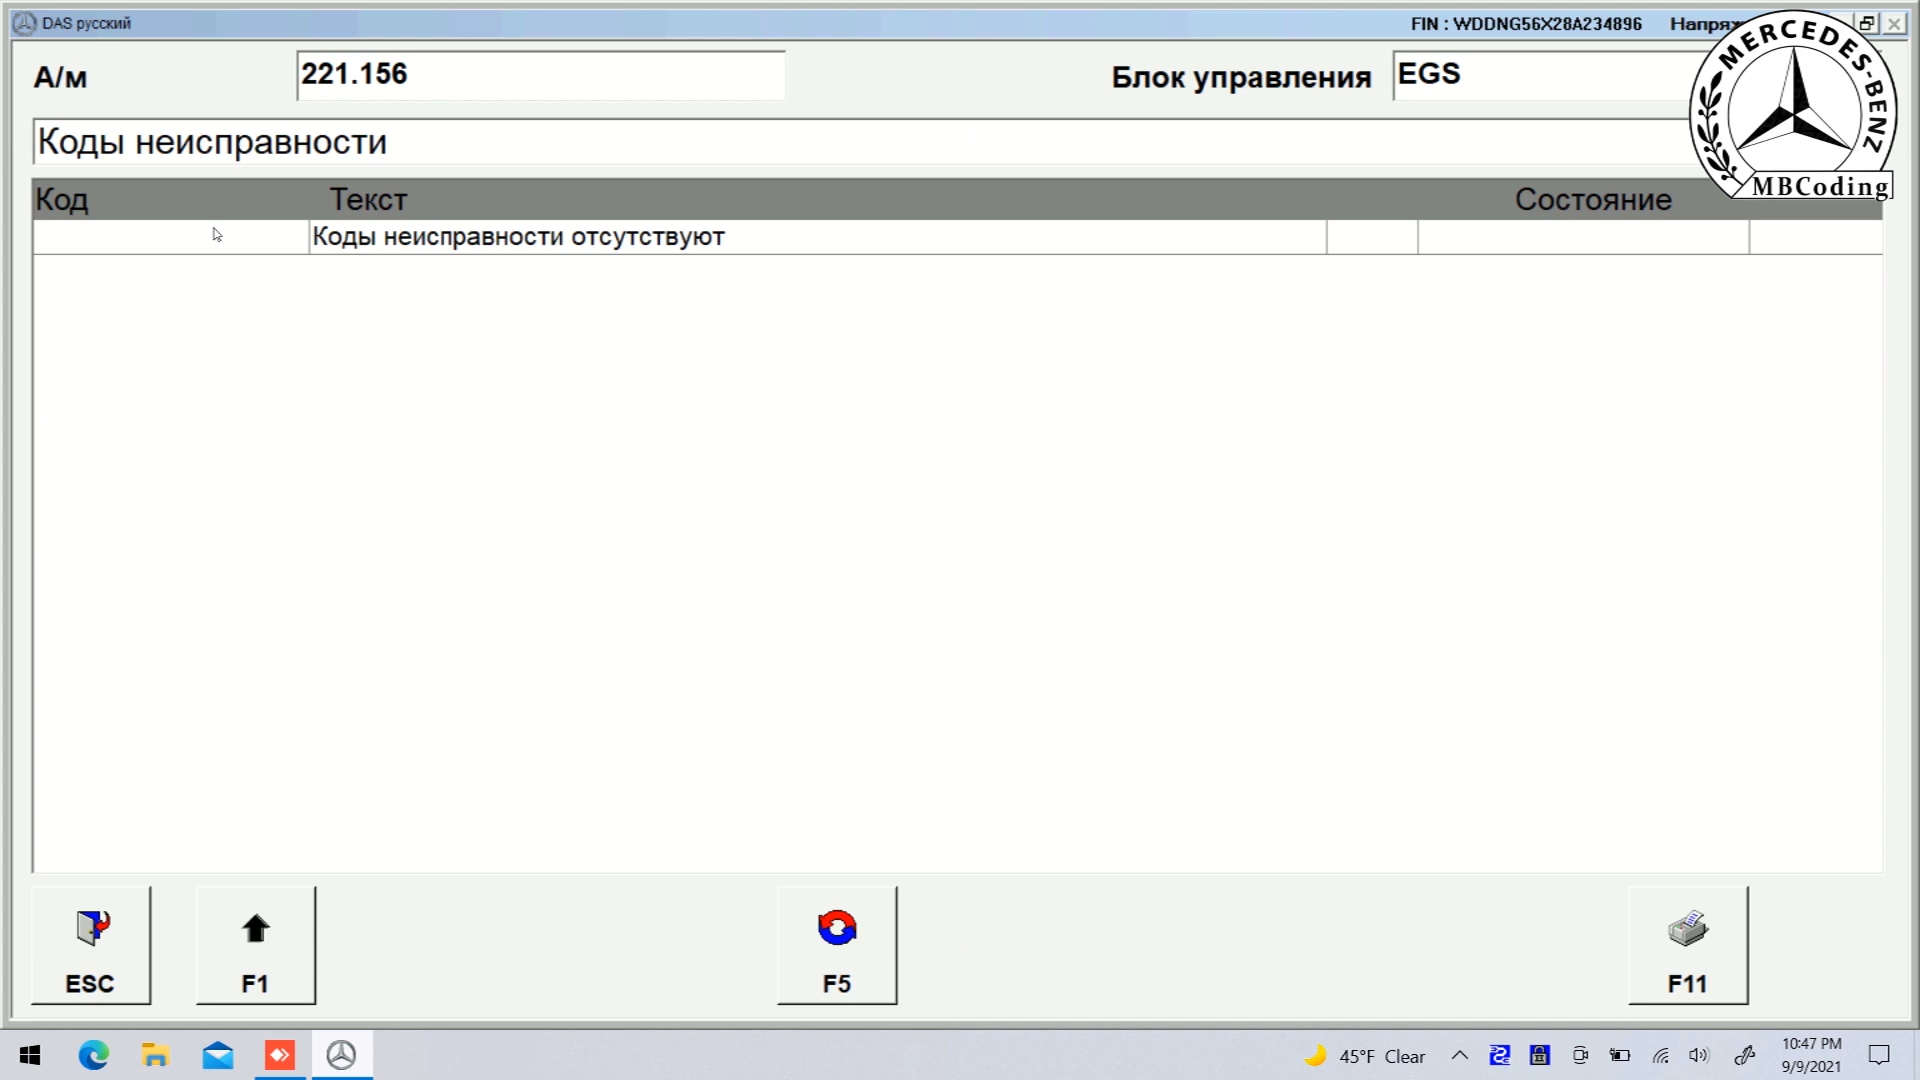 DAS русский
FIN : WDDNG56X28A234896
А/м
221.156
Блок управления
EGS
MERCEDES-BENZ
MBCoding
Коды неисправности
Код Текст Состояние
Коды неисправности отсутствуют
ESC
F1
F5
F11
45°F Clear
10:47 PM
9/9/2021